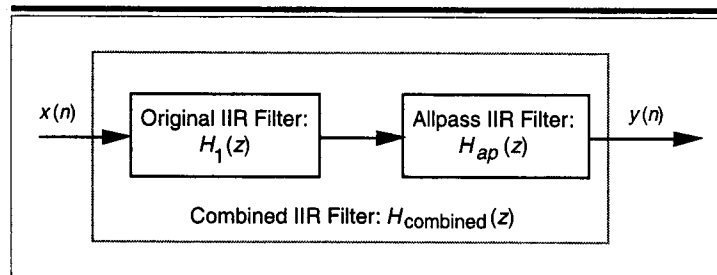 x(n)
Original IIR Filter:
H₁(z)
Allpass IIR Filter:
Hap(z)
y(n)
Combined IIR Filter: Hcombined(z)